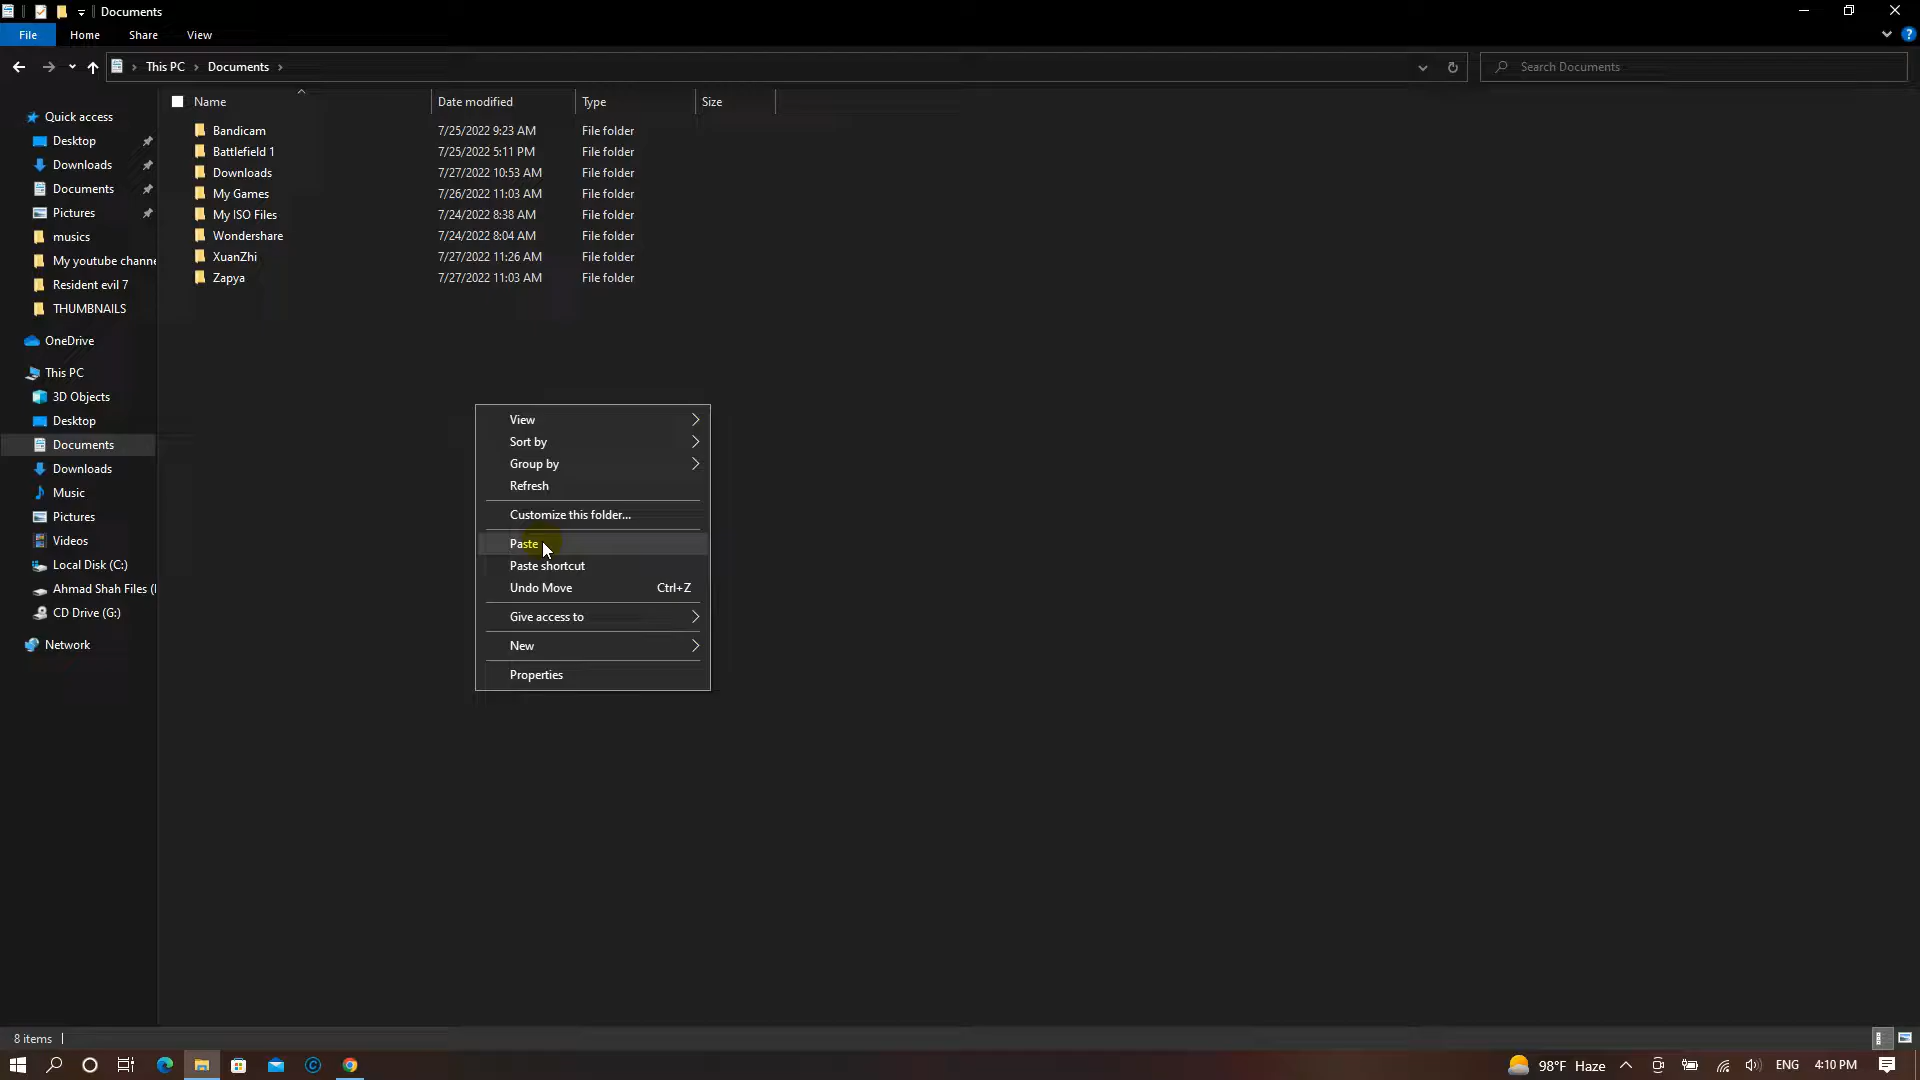 Documents
File Home Share View
This PC Documents
Search Documents
Name Date modified Type Size
Bandicam 7/25/2022 9:23 AM File folder
Battlefield 1 7/25/2022 5:11 PM File folder
Downloads 7/27/2022 10:53 AM File folder
My Games 7/26/2022 11:03 AM File folder
My ISO Files 7/24/2022 8:38 AM File folder
Wondershare 7/24/2022 8:04 AM File folder
XuanZhi 7/27/2022 11:26 AM File folder
Zapya 7/27/2022 11:03 AM File folder
Quick access
Desktop
Downloads
Documents
Pictures
musics
My youtube channe
Resident evil 7
THUMBNAILS
OneDrive
This PC
3D Objects
Desktop
Documents
Downloads
Music
Pictures
Videos
Local Disk (C:)
Ahmad Shah Files (
CD Drive (G:)
Network
View
Sort by
Group by
Refresh
Customize this folder...
Paste
Paste shortcut
Undo Move Ctrl+Z
Give access to
New
Properties
8 items
98°F Haze ENG 4:10 PM